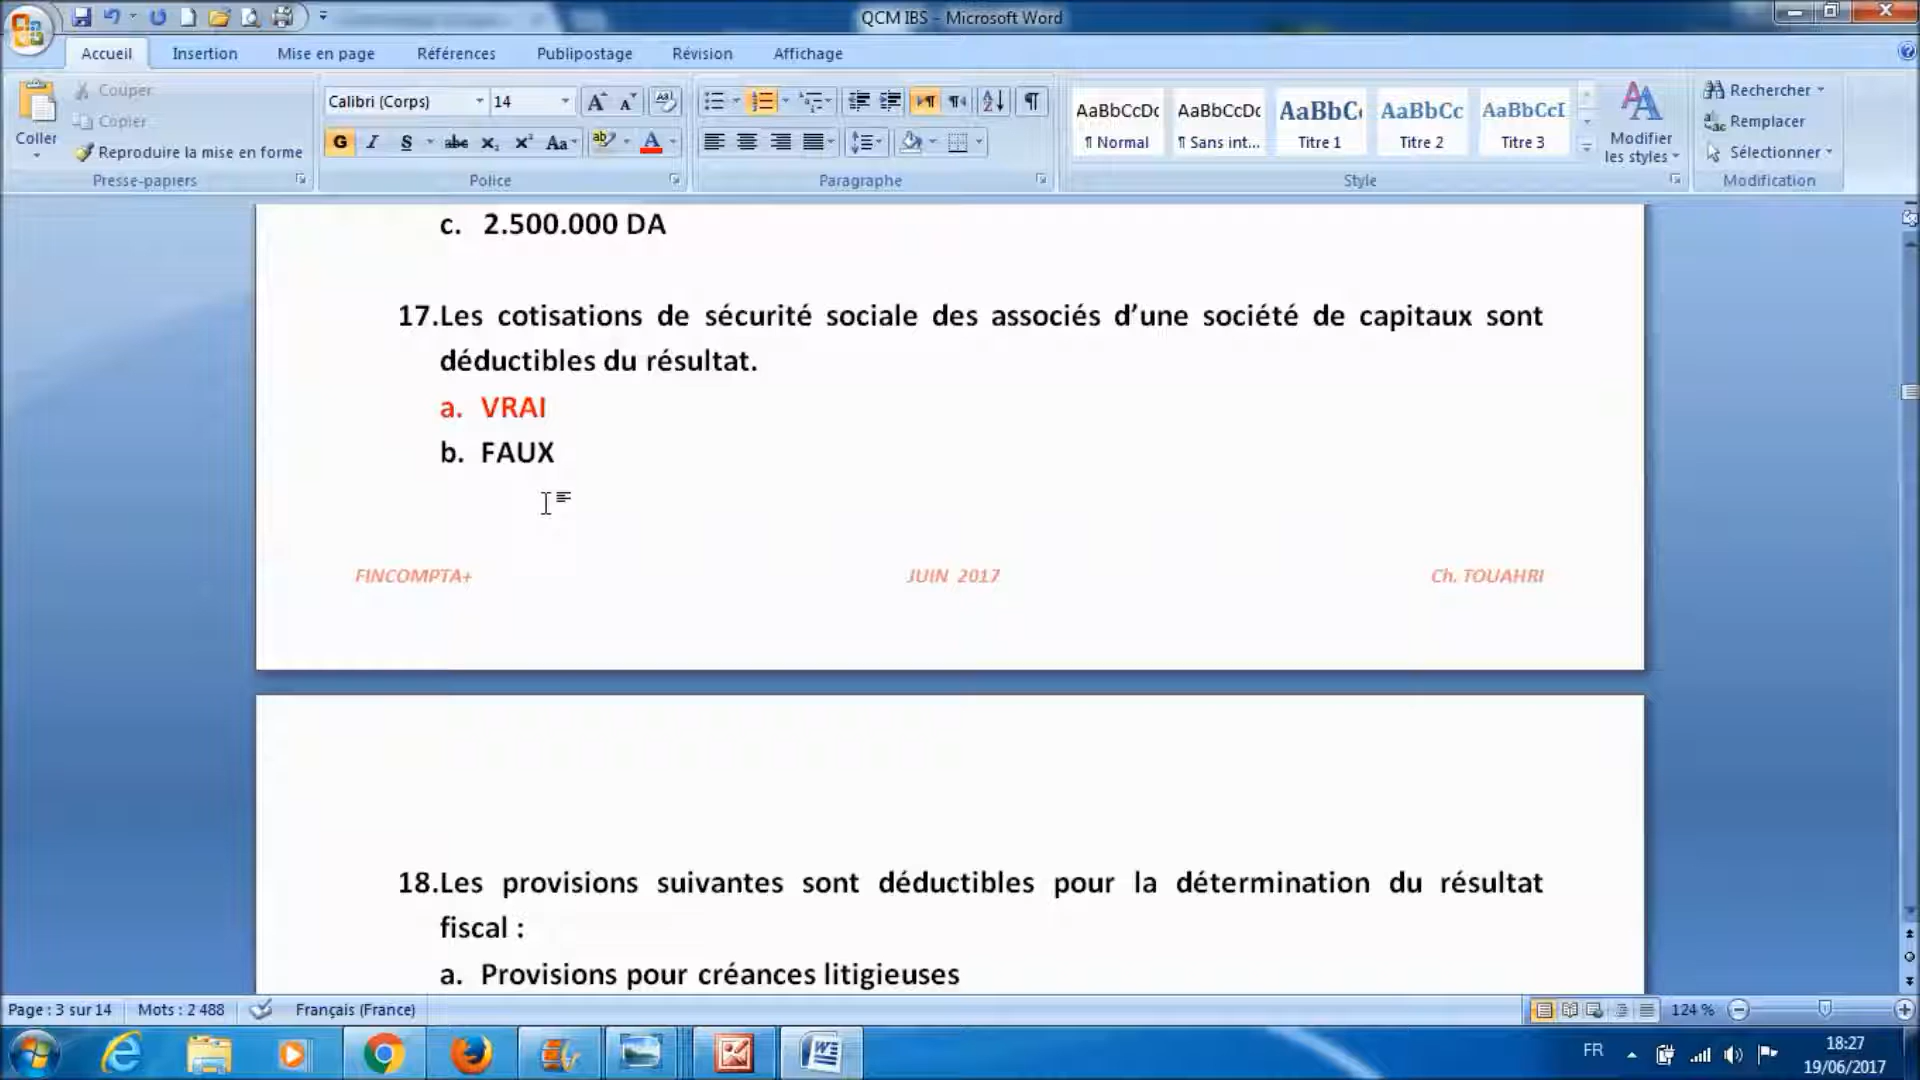 QCM IBS - Microsoft Word
Accueil
Insertion
Mise en page
Références
Publipostage
Révision
Affichage
Coller
Couper
Copier
Reproduire la mise en forme
Presse-papiers
Calibri (Corps)
14
G I S abc X₂ X² Aa
Police
Paragraphe
AaBbCcDc
¶ Normal
AaBbCcDc
¶ Sans int...
AaBbC
Titre 1
AaBbCc
Titre 2
AaBbCcI
Titre 3
Modifier
les styles
Style
Rechercher
Remplacer
Sélectionner
Modification
c. 2.500.000 DA
17.Les cotisations de sécurité sociale des associés d’une société de capitaux sont
déductibles du résultat.
a. VRAI
b. FAUX
FINCOMPTA+ JUIN 2017 Ch. TOUAHRI
18.Les provisions suivantes sont déductibles pour la détermination du résultat
fiscal :
a. Provisions pour créances litigieuses
Page : 3 sur 14
Mots : 2 488
Français (France)
124 %
FR
18:27
19/06/2017